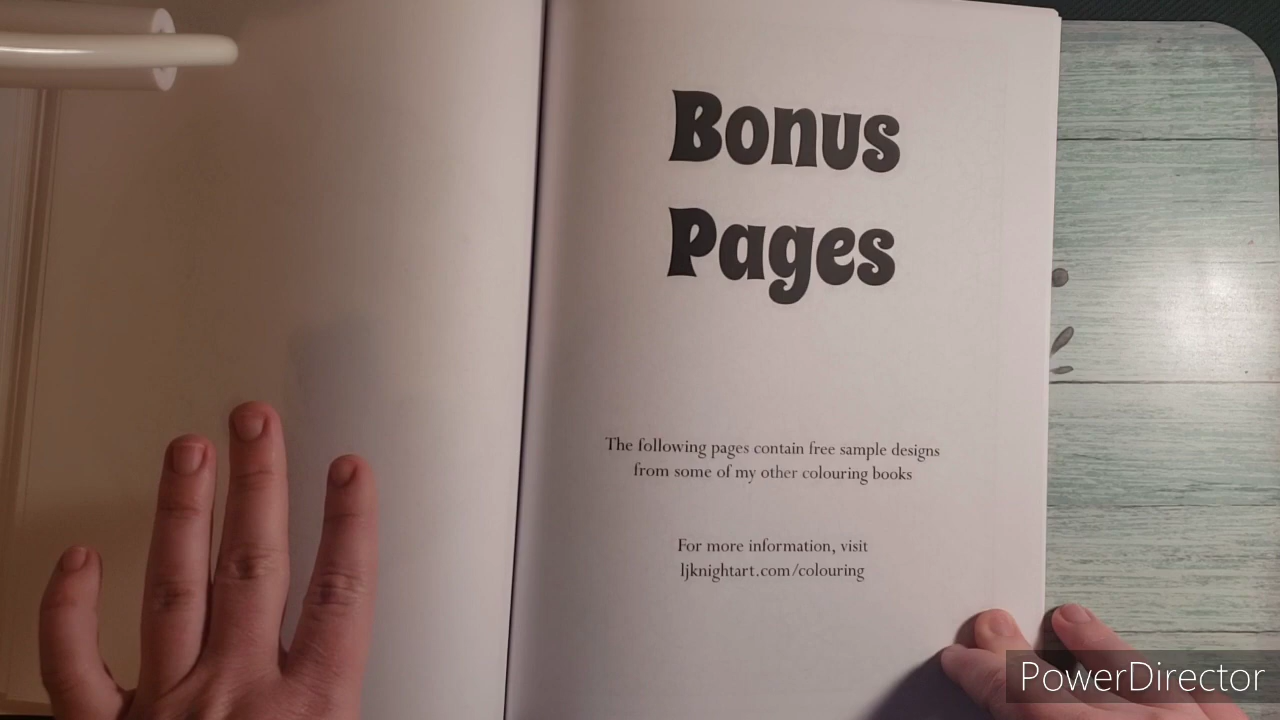 Bonus
Pages
The following pages contain free sample designs
from some of my other colouring books
For more information, visit
ljknightart.com/colouring
PowerDirector